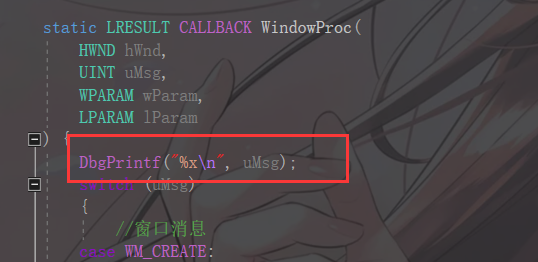 static LRESULT CALLBACK WindowProc(
HWND hWnd,
UINT uMsg,
WPARAM wParam,
LPARAM lParam
) {
DbgPrintf("%x\n", uMsg);
(uMsg)
{
//窗口消息
case WM_CREATE: